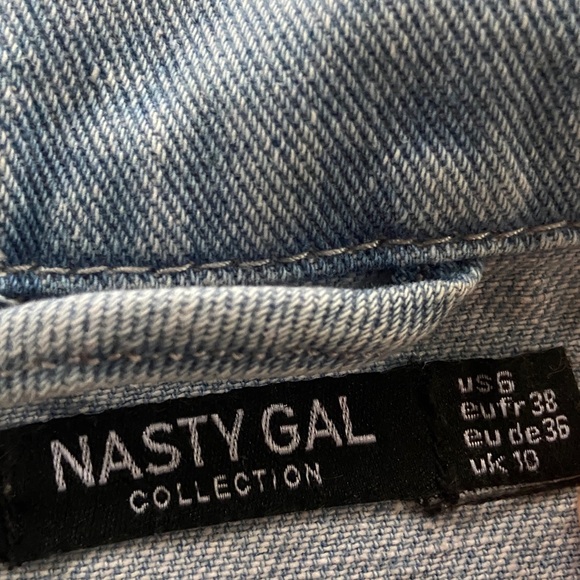 NASTY GAL
COLLECTION
us 6
eu fr 38
eu de 36
uk 10